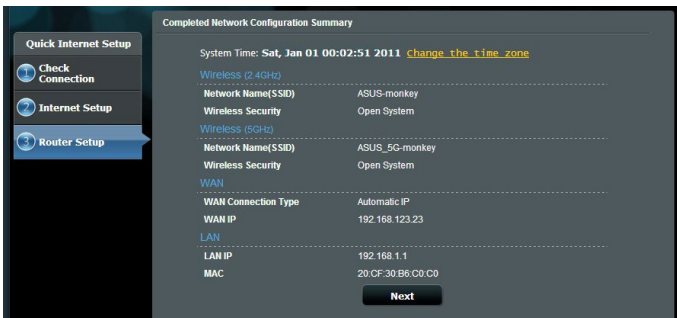 Completed Network Configuration Summary
Quick Internet Setup
1 Check Connection
2 Internet Setup
3 Router Setup
System Time: Sat, Jan 01 00:02:51 2011 Change the time zone
Wireless (2.4GHz)
Network Name(SSID) ASUS-monkey
Wireless Security Open System
Wireless (5GHz)
Network Name(SSID) ASUS_5G-monkey
Wireless Security Open System
WAN
WAN Connection Type Automatic IP
WAN IP 192.168.123.23
LAN
LAN IP 192.168.1.1
MAC 20:CF:30:B6:C0:C0
Next